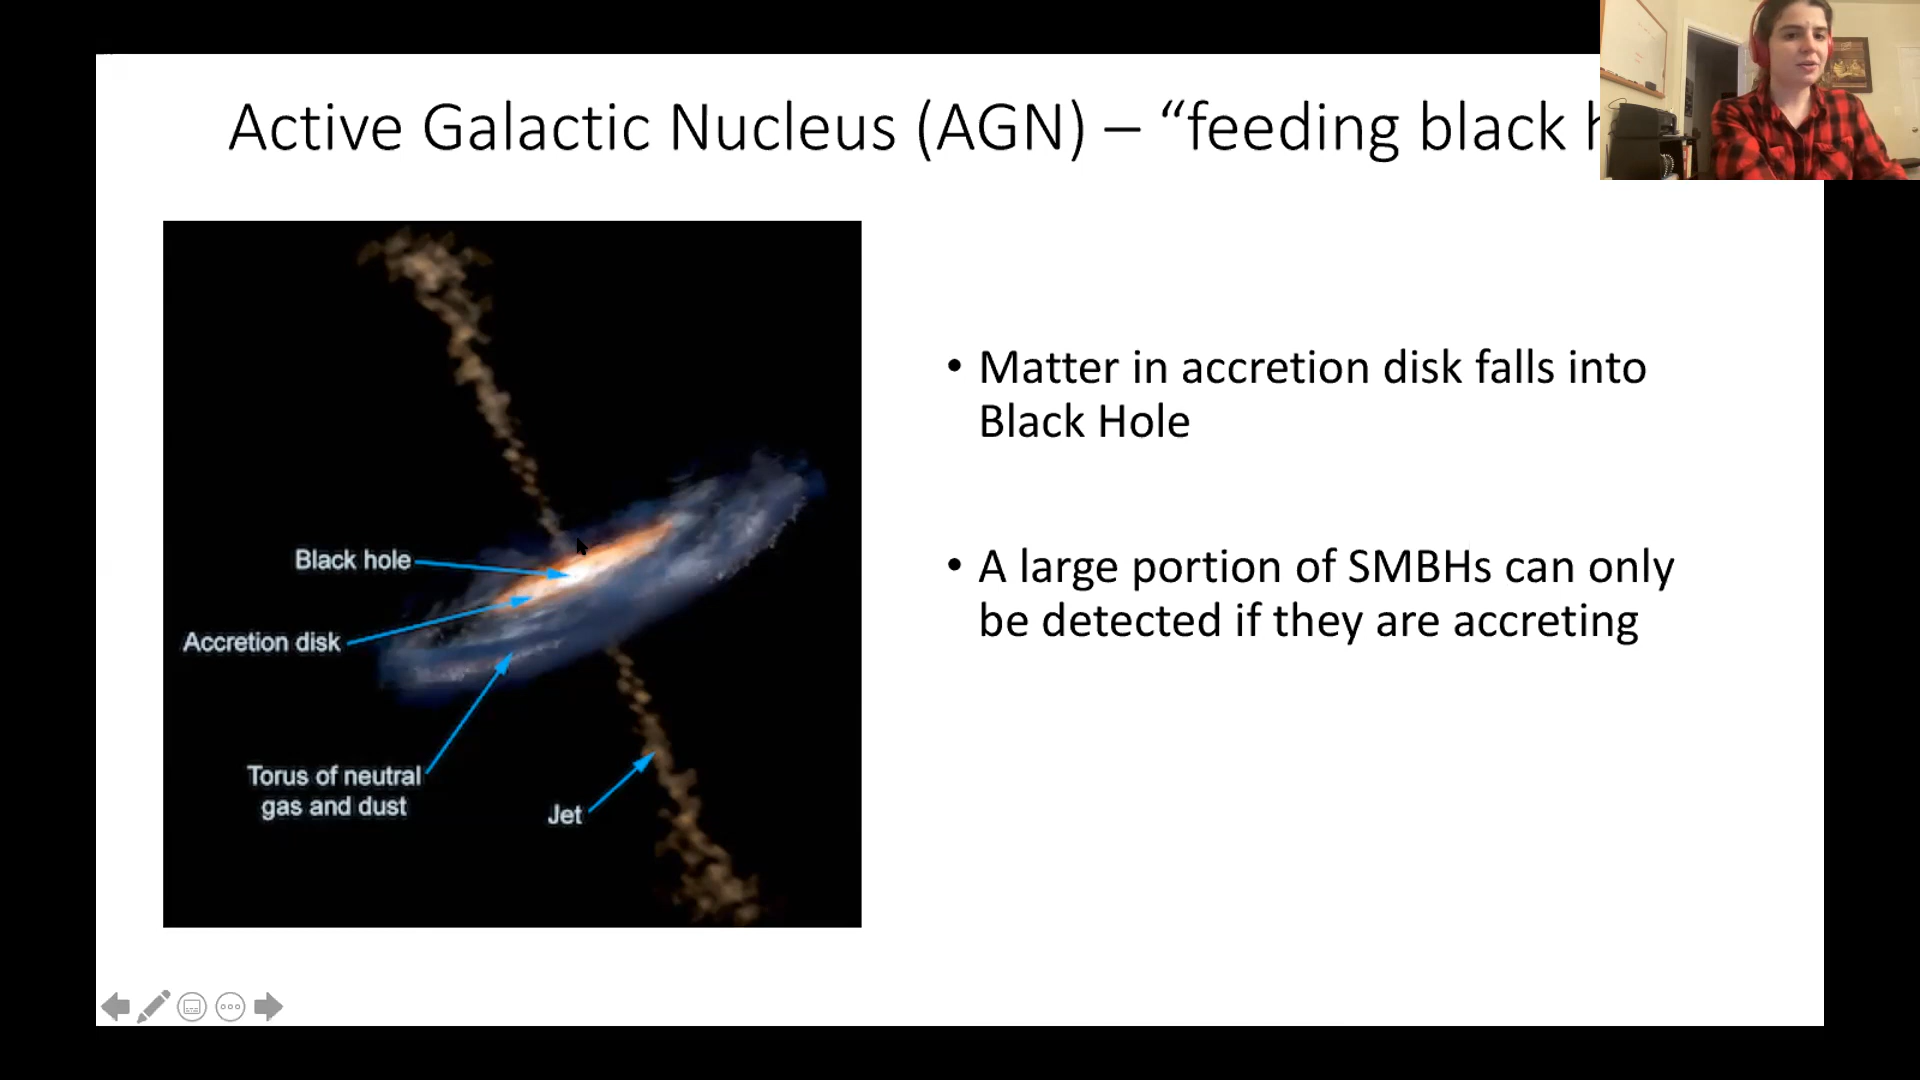 Active Galactic Nucleus (AGN) – “feeding black
Black hole
Accretion disk
Torus of neutral
gas and dust
Jet
• Matter in accretion disk falls into
Black Hole
• A large portion of SMBHs can only
be detected if they are accreting